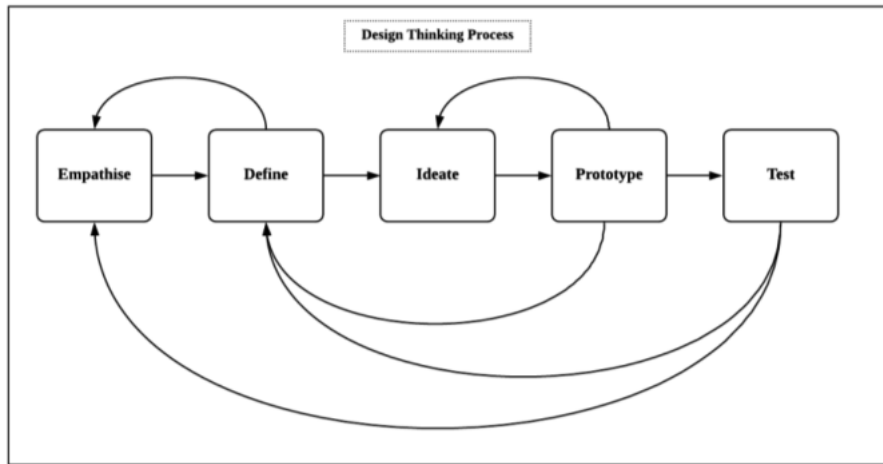 Design Thinking Process
Empathise
Define
Ideate
Prototype
Test